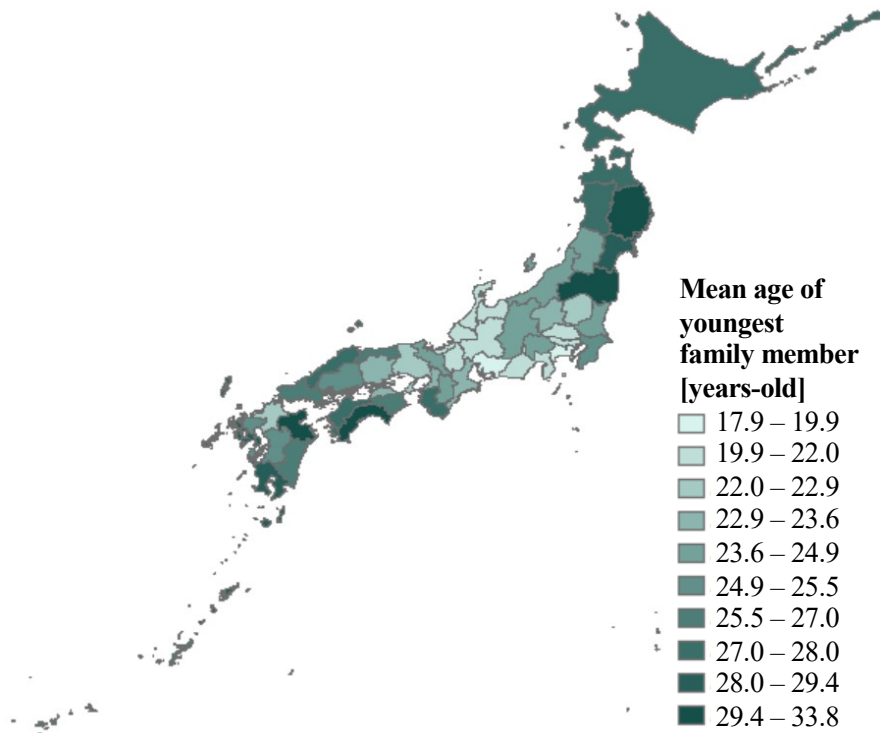 Mean age of
youngest
family member
[years-old]
17.9 – 19.9
19.9 – 22.0
22.0 – 22.9
22.9 – 23.6
23.6 – 24.9
24.9 – 25.5
25.5 – 27.0
27.0 – 28.0
28.0 – 29.4
29.4 – 33.8